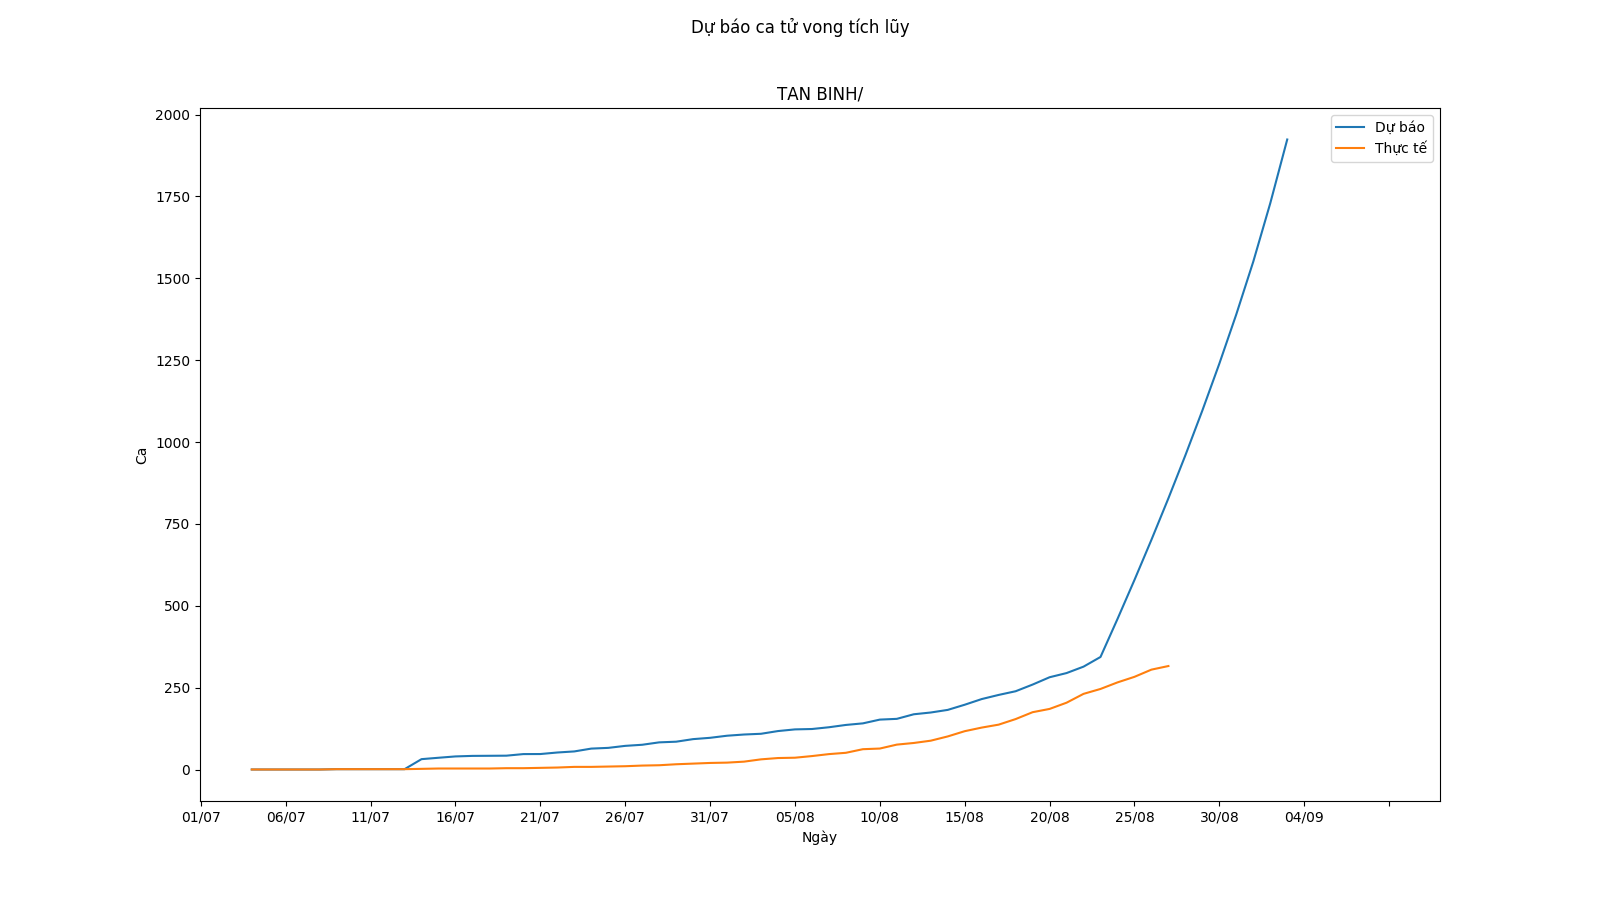 Dự báo ca tử vong tích lũy
TAN BINH/
2000
1750
1500
1250
1000
750
500
250
0
Ca
Dự báo
Thực tế
01/07 06/07 11/07 16/07 21/07 26/07 31/07 05/08 10/08 15/08 20/08 25/08 30/08 04/09
Ngày